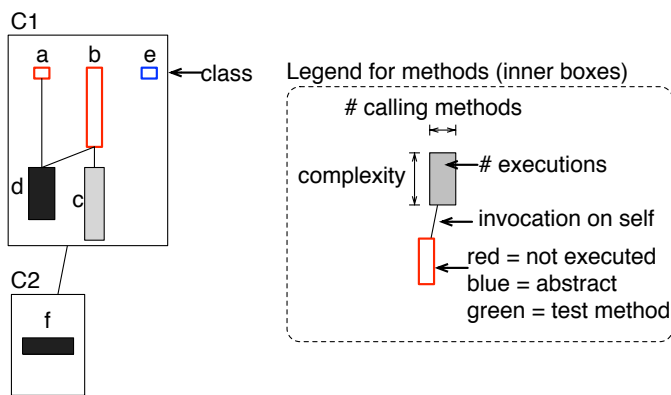 C1
a b e
class
d
c
C2
f
Legend for methods (inner boxes)
# calling methods
# executions
complexity
invocation on self
red = not executed
blue = abstract
green = test method